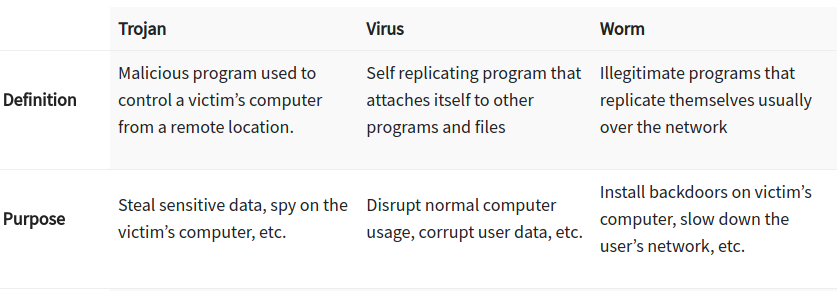 Trojan Virus Worm
Definition
Malicious program used to
control a victim's computer
from a remote location.
Self replicating program that
attaches itself to other
programs and files
Illegitimate programs that
replicate themselves usually
over the network
Purpose
Steal sensitive data, spy on the
victim's computer, etc.
Disrupt normal computer
usage, corrupt user data, etc.
Install backdoors on victim's
computer, slow down the
user's network, etc.